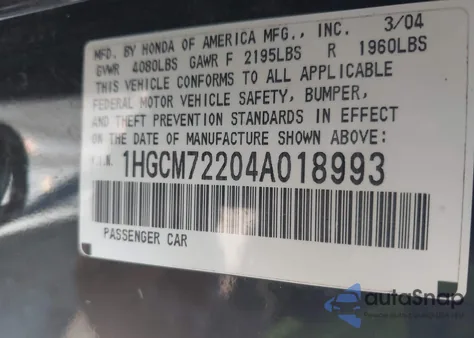 MFD. BY HONDA OF AMERICA MFG., INC. 3/04
GVWR 4080LBS GAWR F 2195LBS R 1960LBS
THIS VEHICLE CONFORMS TO ALL APPLICABLE
FEDERAL MOTOR VEHICLE SAFETY, BUMPER,
AND THEFT PREVENTION STANDARDS IN EFFECT
ON THE DATE OF MANUFACTURE SHOWN ABOVE:
V.I.N. 1HGCM72204A018993
PASSENGER CAR
autoSnap